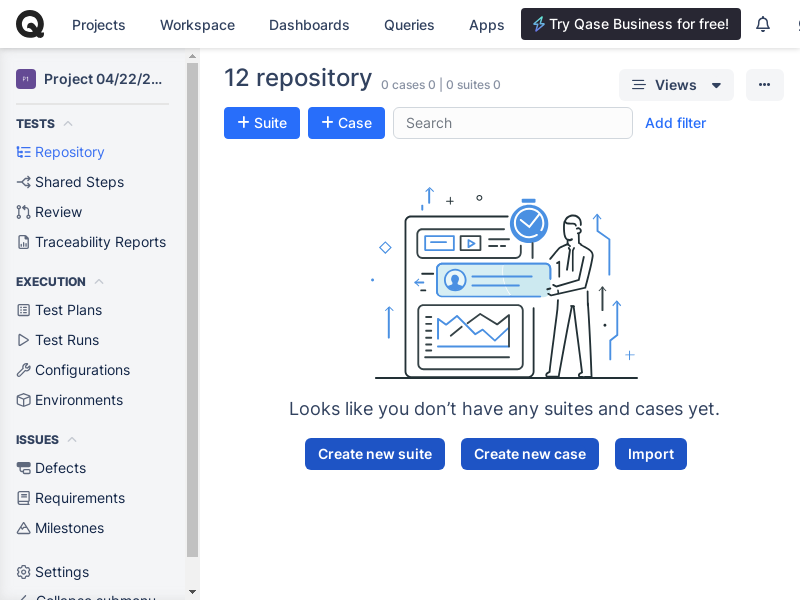 Projects
Workspace
Dashboards
Queries
Apps
Try Qase Business for free!
P1
Project 04/22/2...
TESTS
Repository
Shared Steps
Review
Traceability Reports
EXECUTION
Test Plans
Test Runs
Configurations
Environments
ISSUES
Defects
Requirements
Milestones
Settings
Collapse submenu
12 repository
0 cases 0 | 0 suites 0
Views
+ Suite
+ Case
Search
Add filter
Looks like you don’t have any suites and cases yet.
Create new suite
Create new case
Import